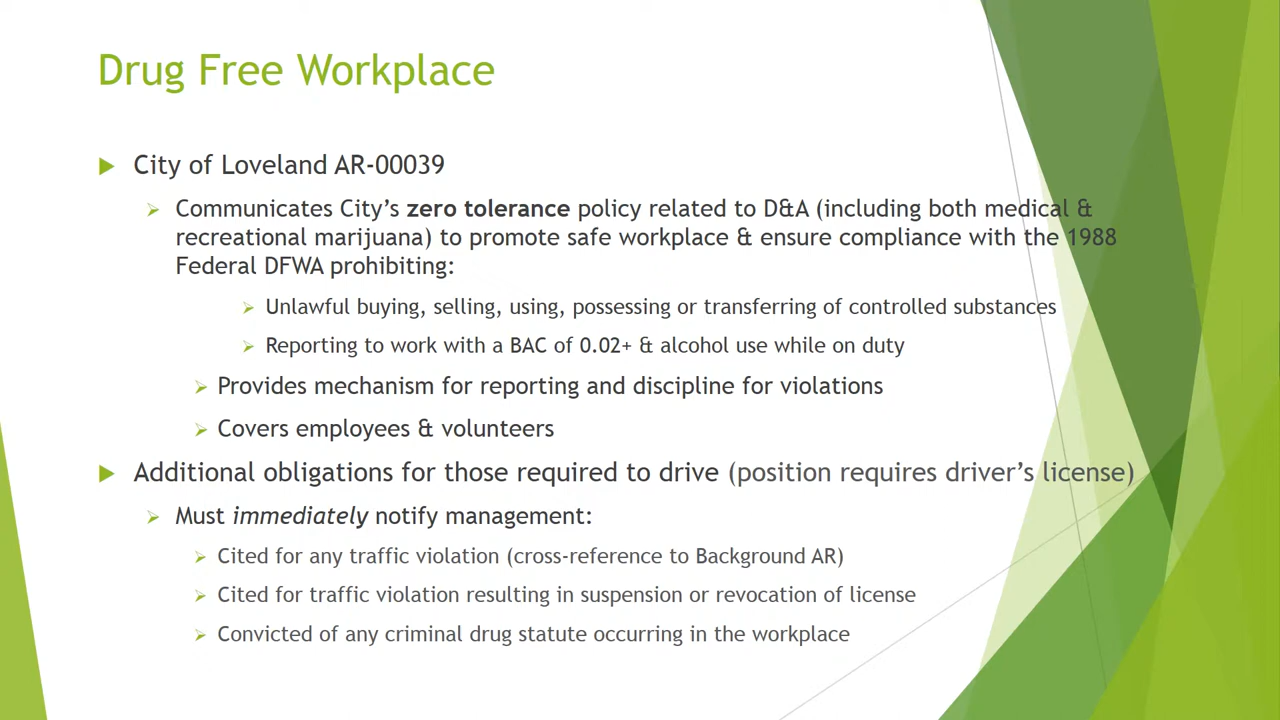 Drug Free Workplace
City of Loveland AR-00039
Communicates City’s zero tolerance policy related to D&A (including both medical &
recreational marijuana) to promote safe workplace & ensure compliance with the 1988
Federal DFWA prohibiting:
Unlawful buying, selling, using, possessing or transferring of controlled substances
Reporting to work with a BAC of 0.02+ & alcohol use while on duty
Provides mechanism for reporting and discipline for violations
Covers employees & volunteers
Additional obligations for those required to drive (position requires driver’s license)
Must immediately notify management:
Cited for any traffic violation (cross-reference to Background AR)
Cited for traffic violation resulting in suspension or revocation of license
Convicted of any criminal drug statute occurring in the workplace